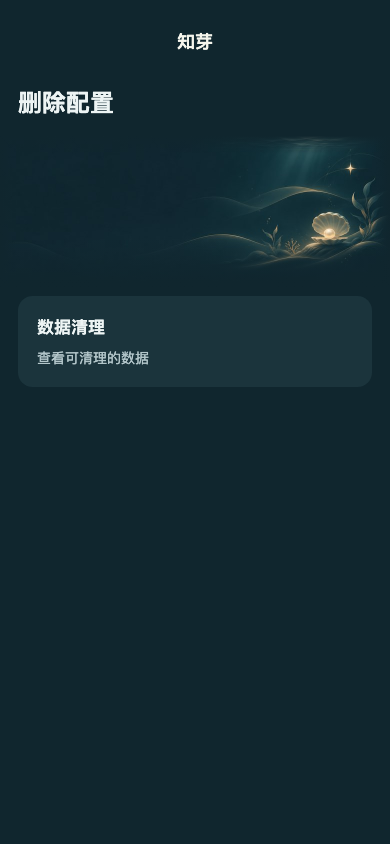 知芽
删除配置
数据清理
查看可清理的数据